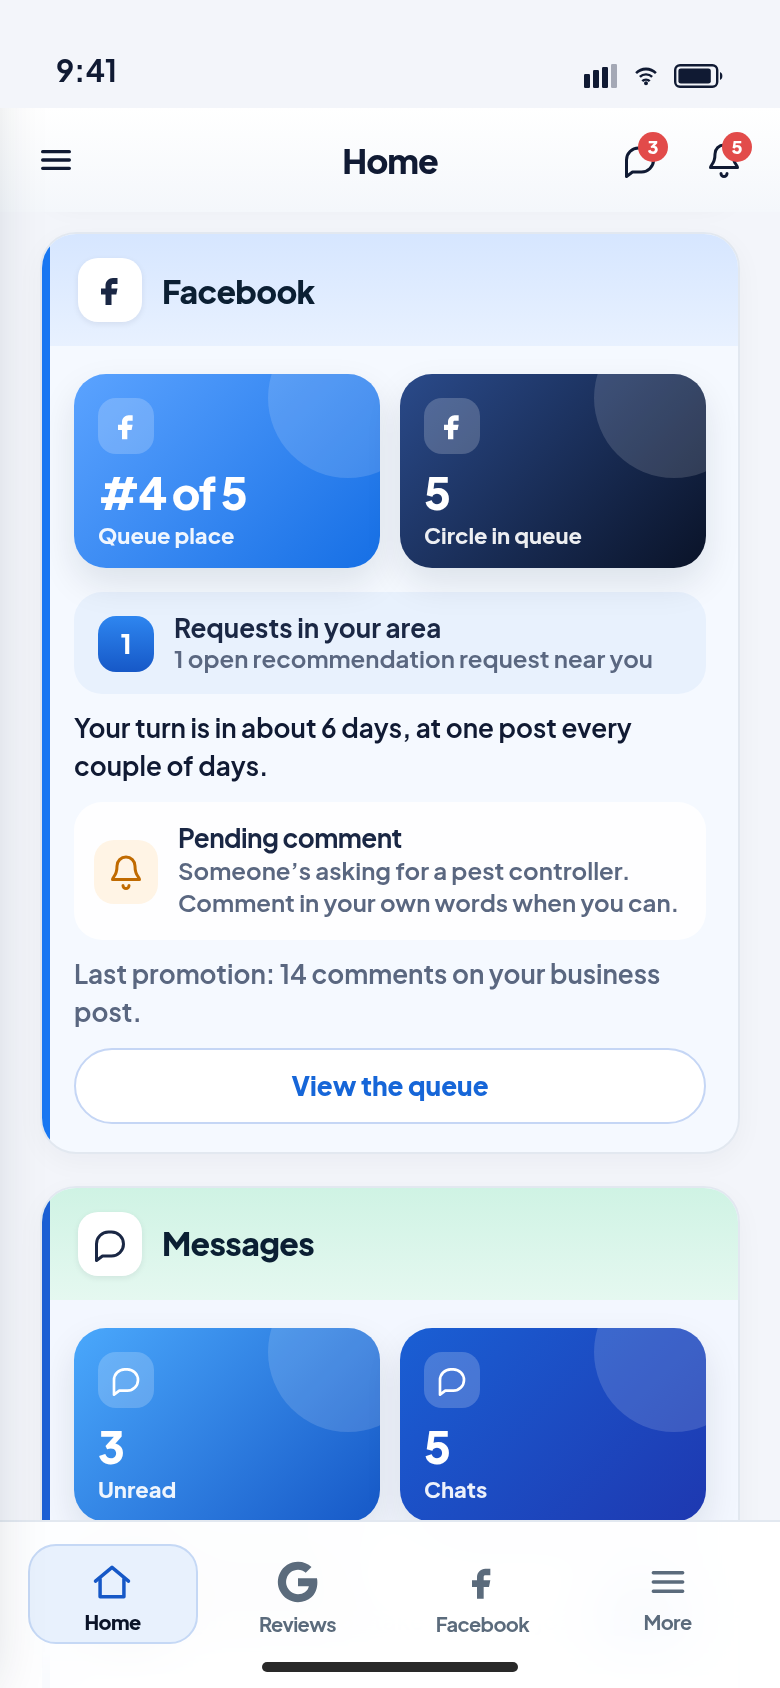 9:41
Home
3
5
Facebook
#4 of 5
Queue place
5
Circle in queue
1
Requests in your area
1 open recommendation request near you
Your turn is in about 6 days, at one post every
couple of days.
Pending comment
Someone’s asking for a pest controller.
Comment in your own words when you can.
Last promotion: 14 comments on your business
post.
View the queue
Messages
3
Unread
5
Chats
Home
Reviews
Facebook
More